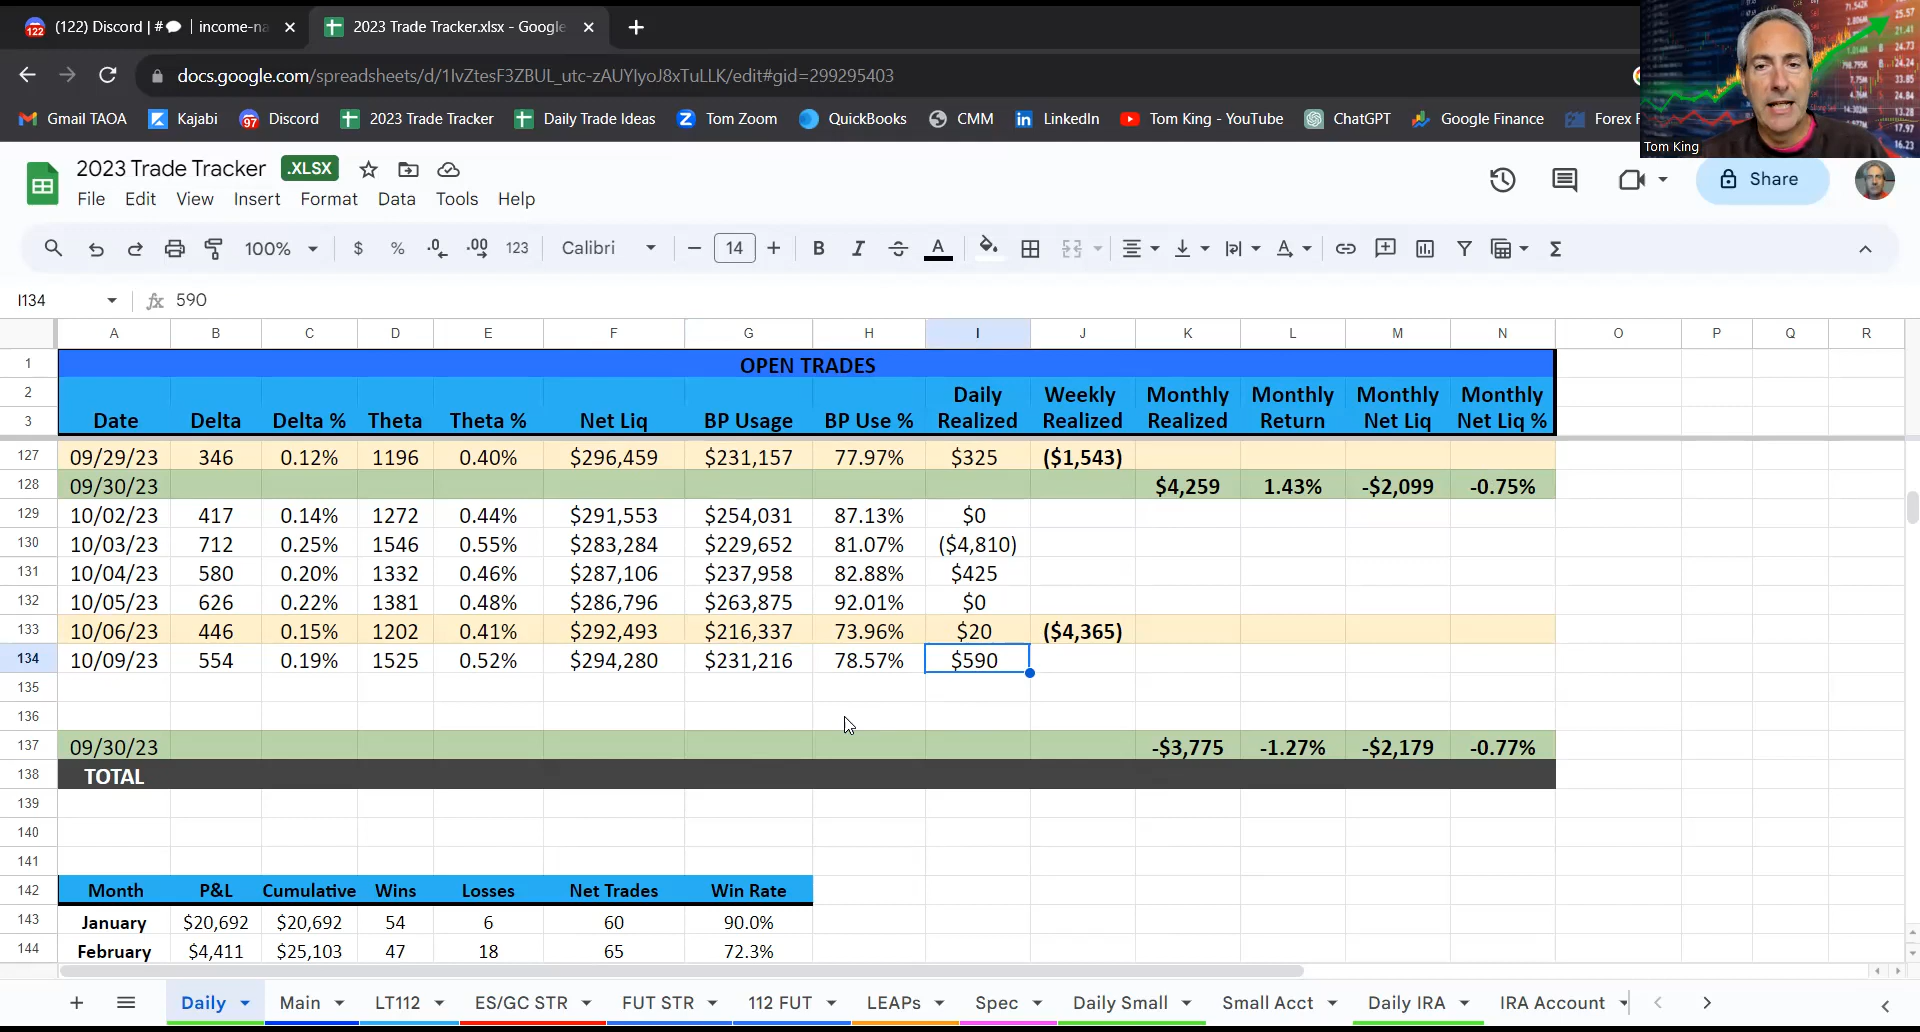 (122) Discord | # | income-na
2023 Trade Tracker.xlsx - Google
docs.google.com/spreadsheets/d/1IvZtesF3ZBUL_utc-zAUYIyoJ8xTuLLK/edit#gid=299295403
Gmail TAOA Kajabi Discord 2023 Trade Tracker Daily Trade Ideas Tom Zoom QuickBooks CMM LinkedIn Tom King - YouTube ChatGPT Google Finance Forex F
Tom King
2023 Trade Tracker .XLSX
Share
File Edit View Insert Format Data Tools Help
100% $ % .0 .00 123 Calibri 14 B I A
I134 fx 590
A B C D E F G H I J K L M N O P Q R
1 OPEN TRADES
2 Daily Weekly Monthly Monthly Monthly Monthly
3 Date Delta Delta % Theta Theta % Net Liq BP Usage BP Use % Realized Realized Realized Return Net Liq Net Liq %
127 09/29/23 346 0.12% 1196 0.40% $296,459 $231,157 77.97% $325 ($1,543)
128 09/30/23 $4,259 1.43% -$2,099 -0.75%
129 10/02/23 417 0.14% 1272 0.44% $291,553 $254,031 87.13% $0
130 10/03/23 712 0.25% 1546 0.55% $283,284 $229,652 81.07% ($4,810)
131 10/04/23 580 0.20% 1332 0.46% $287,106 $237,958 82.88% $425
132 10/05/23 626 0.22% 1381 0.48% $286,796 $263,875 92.01% $0
133 10/06/23 446 0.15% 1202 0.41% $292,493 $216,337 73.96% $20 ($4,365)
134 10/09/23 554 0.19% 1525 0.52% $294,280 $231,216 78.57% $590
135
136
137 09/30/23 -$3,775 -1.27% -$2,179 -0.77%
138 TOTAL
139
140
141
142 Month P&L Cumulative Wins Losses Net Trades Win Rate
143 January $20,692 $20,692 54 6 60 90.0%
144 February $4,411 $25,103 47 18 65 72.3%
Daily Main LT112 ES/GC STR FUT STR 112 FUT LEAPs Spec Daily Small Small Acct Daily IRA IRA Account